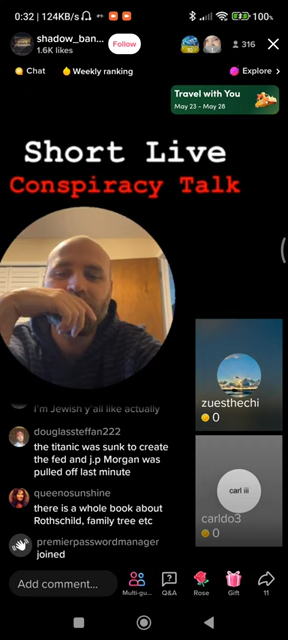 0:32 | 124KB/s
100%
shadow_ban...
1.6K likes
Follow
316
Chat
Weekly ranking
Explore >
Travel with You
May 23 - May 28
Short Live
Conspiracy Talk
I'm Jewish y'all like actually
zuesthechi
0
douglassteffan222
the titanic was sunk to create
the fed and j.p Morgan was
pulled off last minute
carl iii
carldo3
0
queenosunshine
there is a whole book about
Rothschild, family tree etc
premierpasswordmanager
joined
Add comment...
Multi-gu...
Q&A
Rose
Gift
11